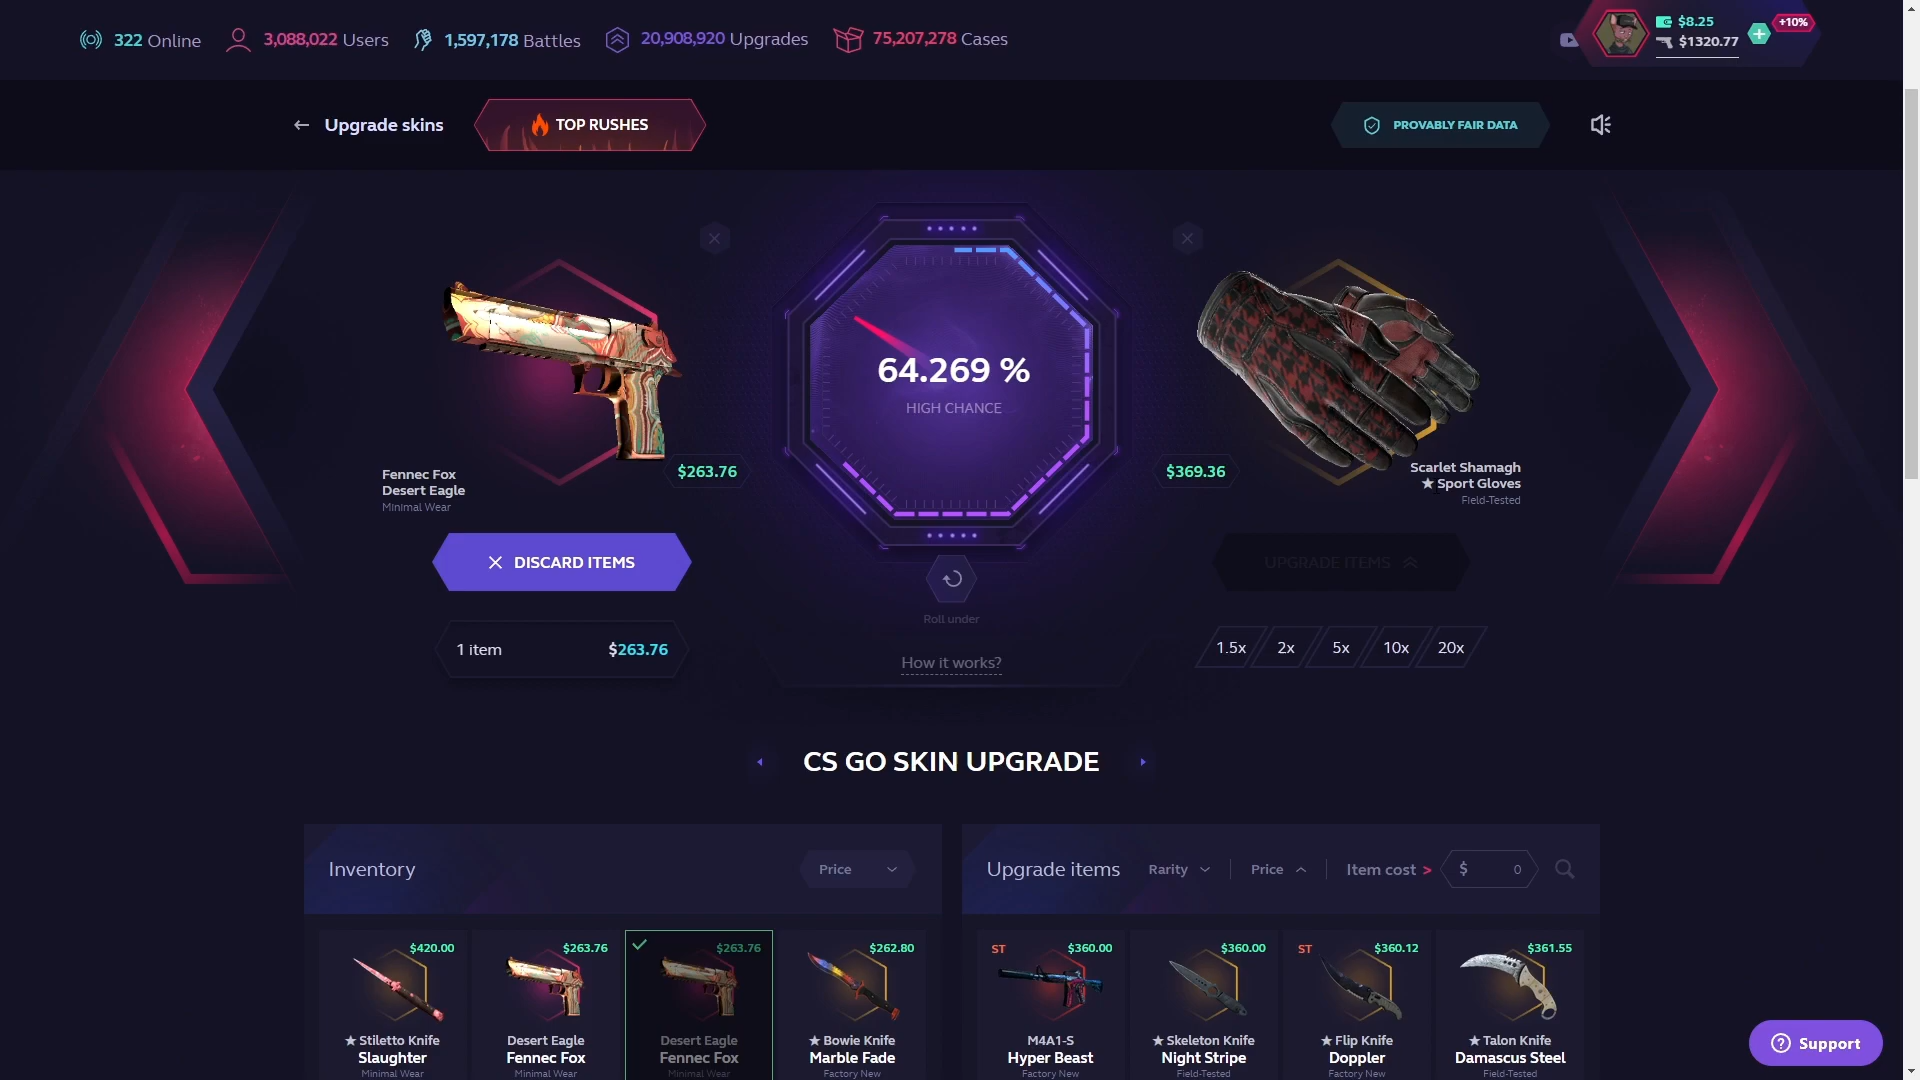 322 Online
3,088,022 Users
1,597,178 Battles
20,908,920 Upgrades
75,207,278 Cases
$8.25
$1320.77
+10%
Upgrade skins
TOP RUSHES
PROVABLY FAIR DATA
64.269 %
HIGH CHANCE
Fennec Fox
Desert Eagle
Minimal Wear
$263.76
$369.36
Scarlet Shamagh
★ Sport Gloves
Field-Tested
DISCARD ITEMS
UPGRADE ITEMS
Roll under
1 item $263.76
How it works?
1.5x 2x 5x 10x 20x
CS GO SKIN UPGRADE
Inventory
Price
Upgrade items
Rarity
Price
Item cost >
$ 0
$420.00
★ Stiletto Knife
Slaughter
Minimal Wear
$263.76
Desert Eagle
Fennec Fox
Minimal Wear
$263.76
Desert Eagle
Fennec Fox
Minimal Wear
$262.80
★ Bowie Knife
Marble Fade
Factory New
ST $360.00
M4A1-S
Hyper Beast
Factory New
$360.00
★ Skeleton Knife
Night Stripe
Field-Tested
ST $360.12
★ Flip Knife
Doppler
Factory New
$361.55
★ Talon Knife
Damascus Steel
Field-Tested
Support